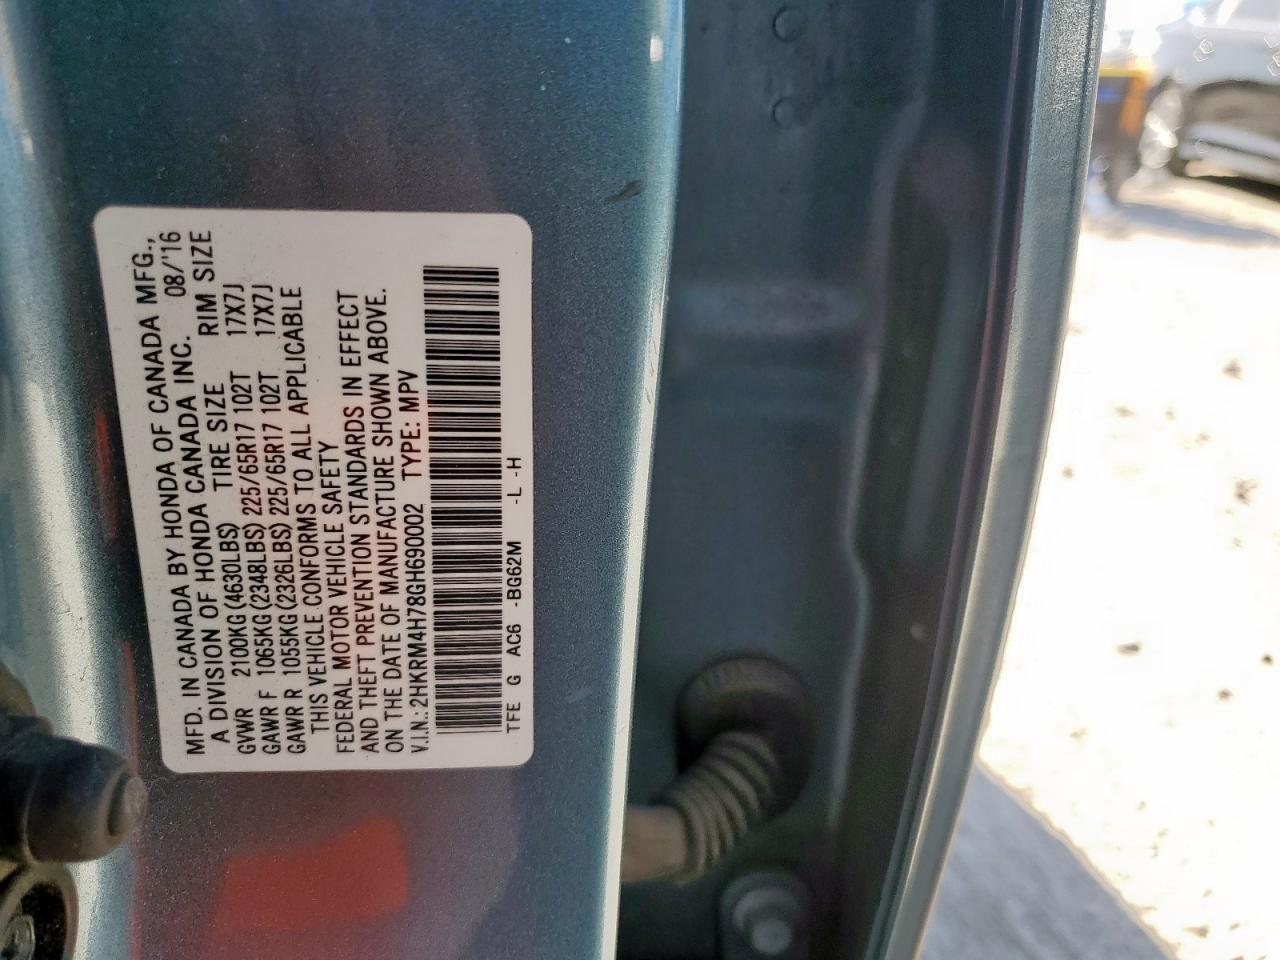 MFD. IN CANADA BY HONDA OF CANADA MFG.,
A DIVISION OF HONDA CANADA INC. 08/'16
TIRE SIZE RIM SIZE
GVWR 2100KG(4630LBS)
GAWR F 1065KG(2348LBS) 225/65R17 102T 17X7J
GAWR R 1055KG(2326LBS) 225/65R17 102T 17X7J
THIS VEHICLE CONFORMS TO ALL APPLICABLE
FEDERAL MOTOR VEHICLE SAFETY
AND THEFT PREVENTION STANDARDS IN EFFECT
ON THE DATE OF MANUFACTURE SHOWN ABOVE.
V.I.N.: 2HKRM4H78GH690002 TYPE: MPV
TFE G AC6 -BG62M -L -H